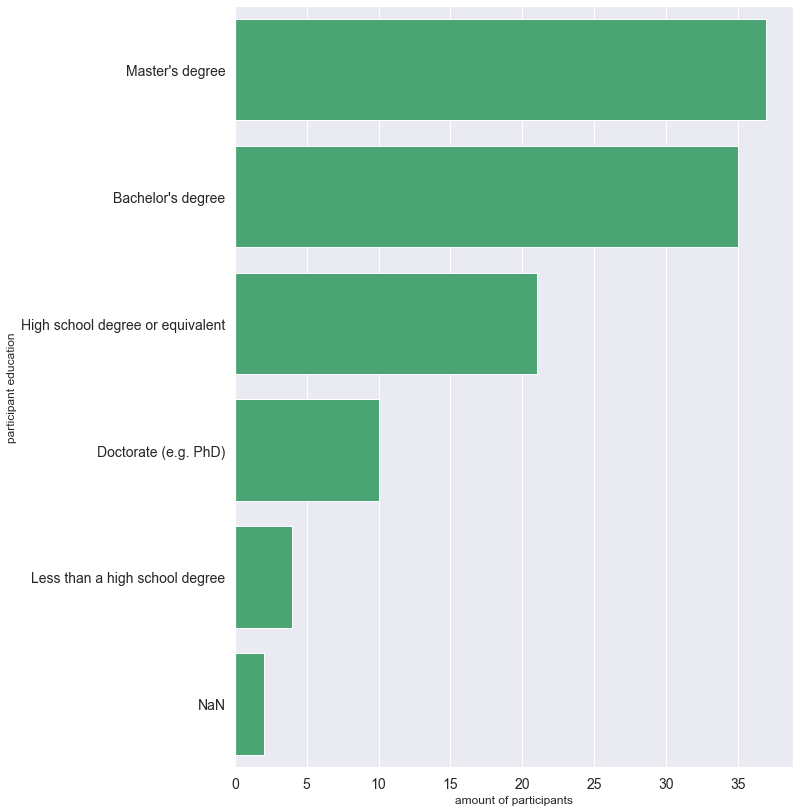 Master's degree
Bachelor's degree
High school degree or equivalent
Doctorate (e.g. PhD)
Less than a high school degree
NaN
participant education
0 5 10 15 20 25 30 35
amount of participants